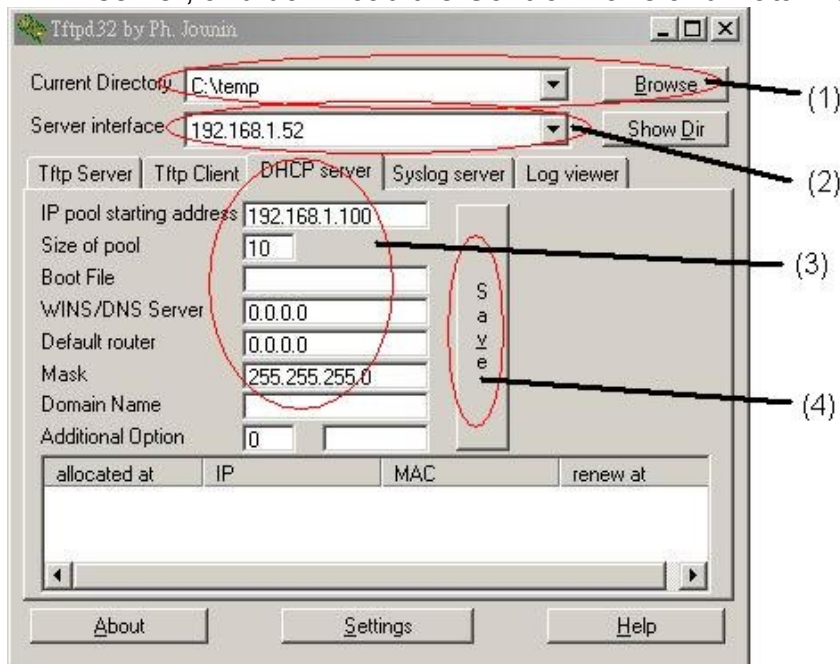 Tftpd32 by Ph. Jounin
Current Directory C:\temp Browse
(1)
Server interface 192.168.1.52 Show Dir
Tftp Server Tftp Client DHCP server Syslog server Log viewer
(2)
IP pool starting address 192.168.1.100
Size of pool 10
(3)
Boot File
WINS/DNS Server 0.0.0.0
Default router 0.0.0.0
Mask 255.255.255.0
Save
(4)
Domain Name
Additional Option 0
allocated at IP MAC renew at
About Settings Help